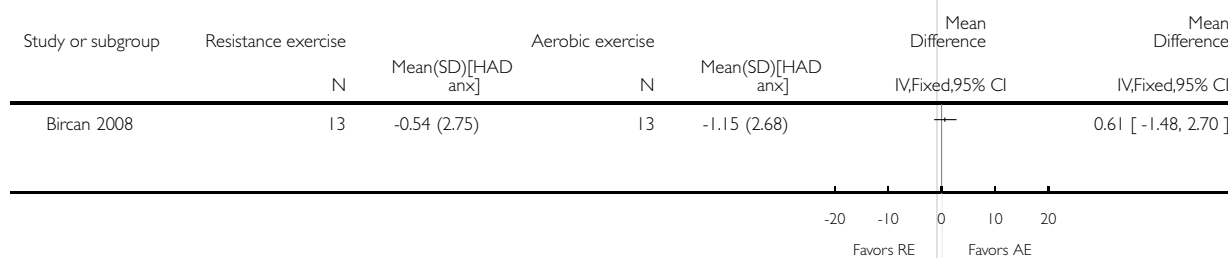 Mean Mean
Study or subgroup Resistance exercise Aerobic exercise Difference Difference
Mean(SD)[HAD Mean(SD)[HAD
N anx] N anx] IV,Fixed,95% CI IV,Fixed,95% CI
Bircan 2008 13 -0.54 (2.75) 13 -1.15 (2.68) 0.61 [ -1.48, 2.70 ]
-20 -10 0 10 20
Favors RE Favors AE